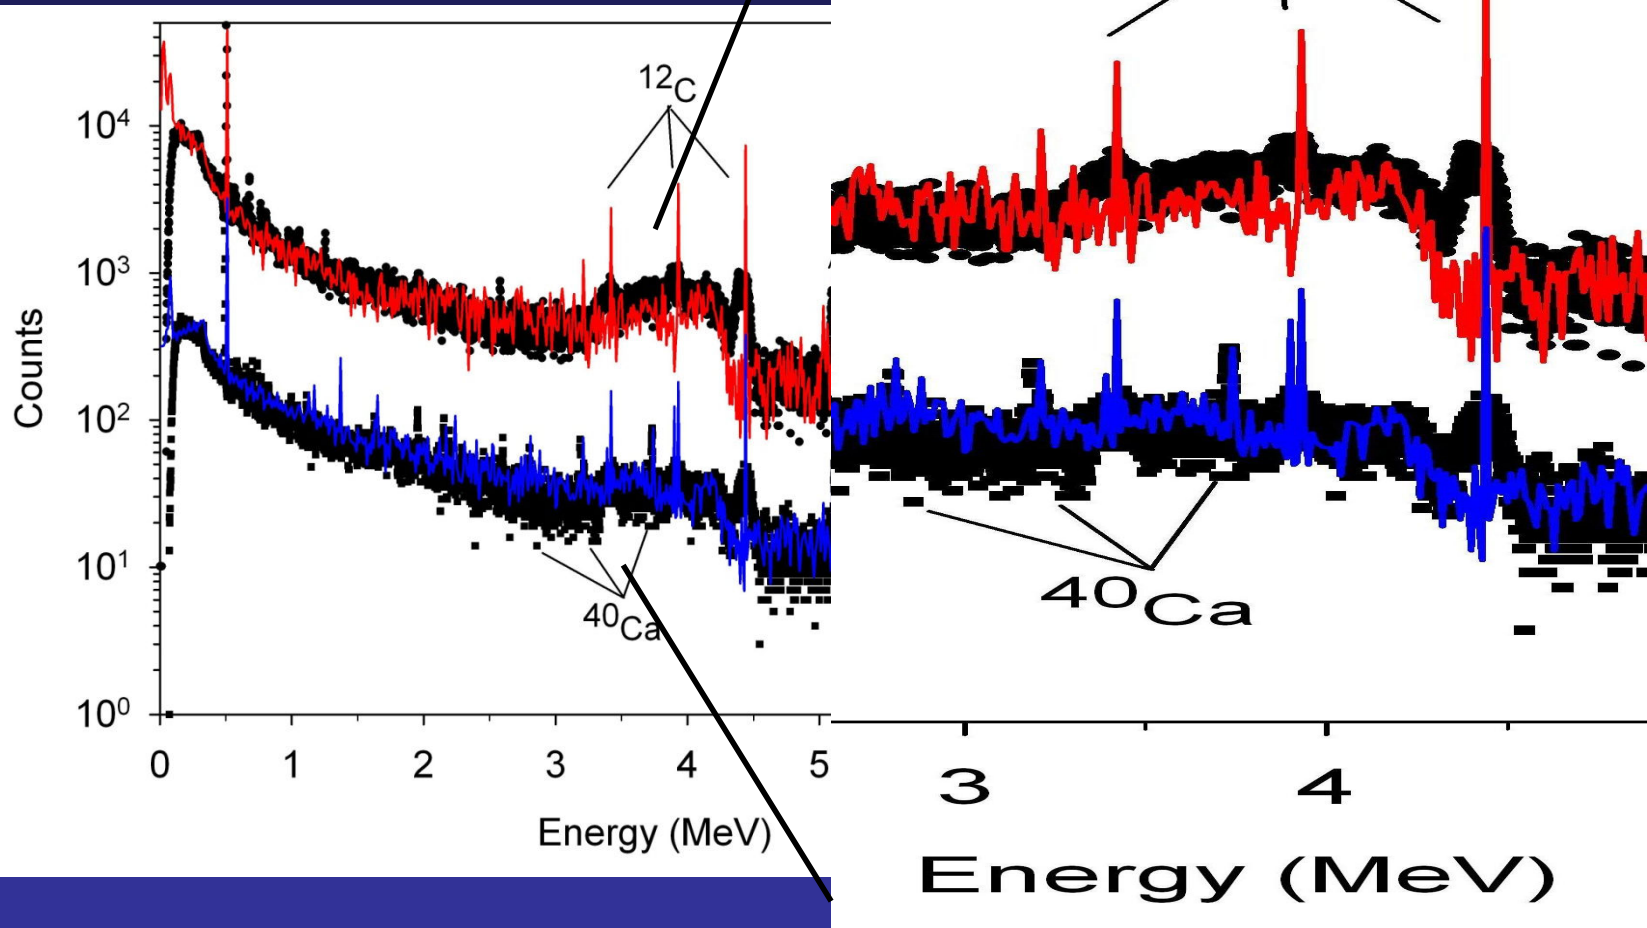 ¹²C
10⁴
10³
10²
10¹
10⁰
Counts
⁴⁰Ca
0 1 2 3 4 5
Energy (MeV)
⁴⁰Ca
3 4
Energy (MeV)